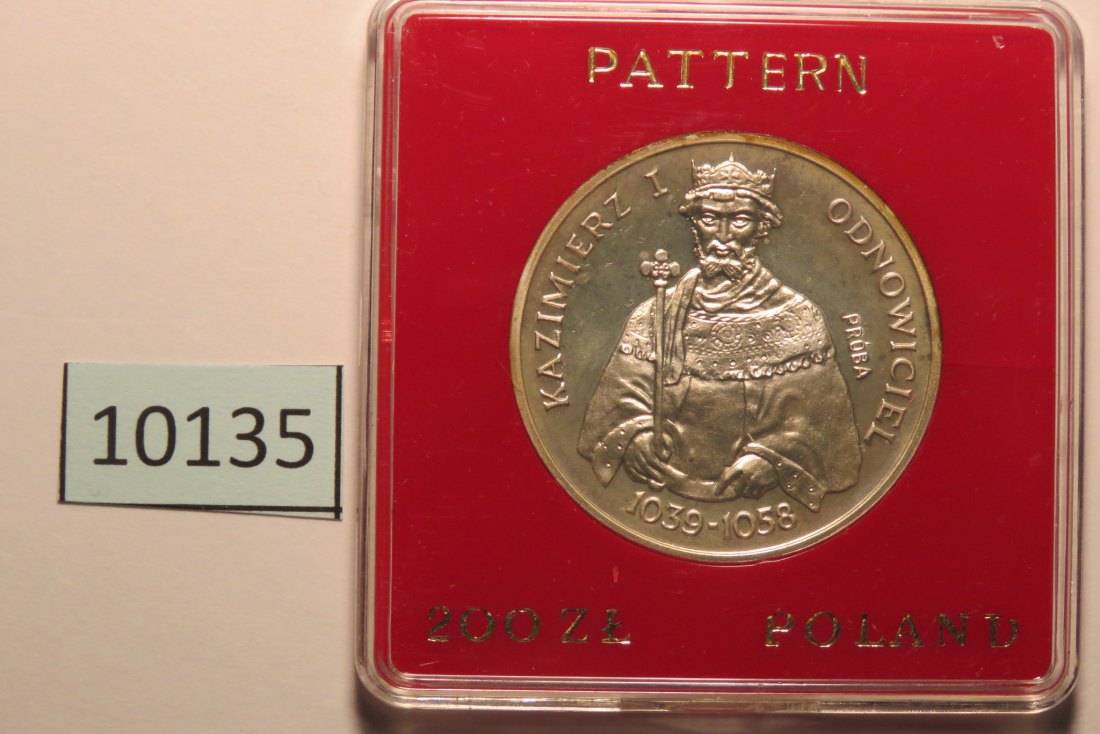 PATTERN
KAZIMIERZ I ODNOWICIEL
PRÓBA
1039-1058
10135
200 ZŁ POLAND